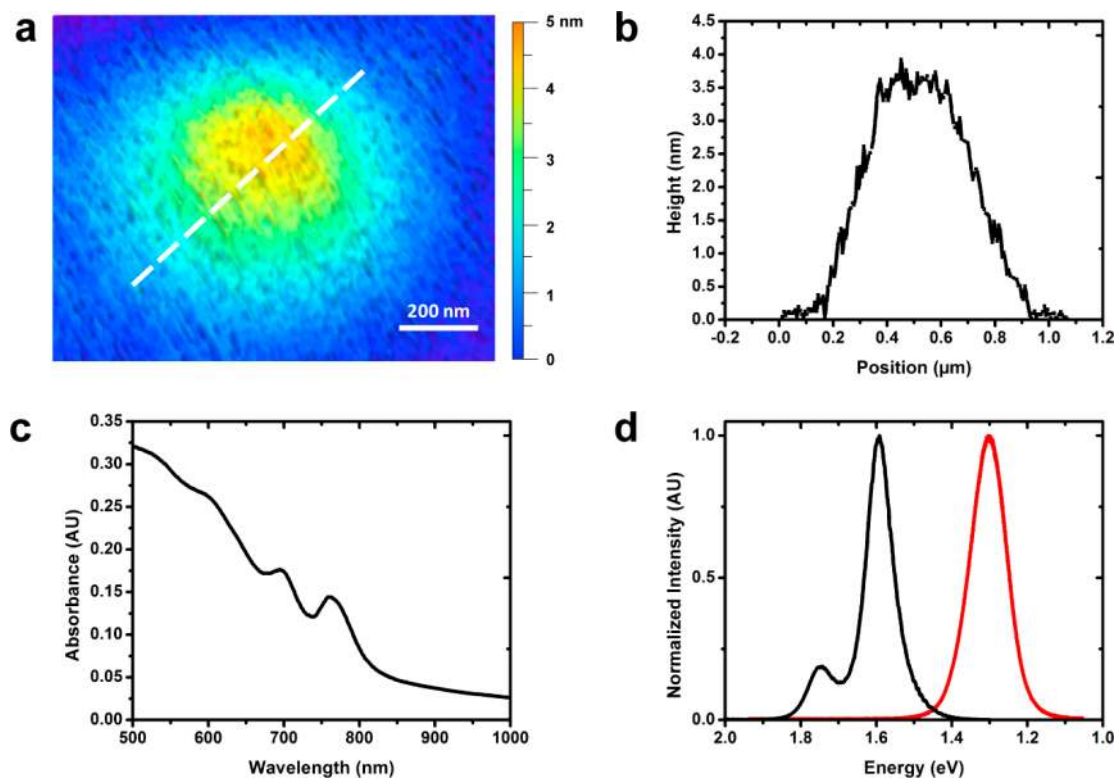 a
5 nm
4
3
2
1
0
200 nm
b
4.5
4.0
3.5
3.0
2.5
2.0
1.5
1.0
0.5
0.0
Height (nm)
-0.2 0.0 0.2 0.4 0.6 0.8 1.0 1.2
Position (µm)
c
0.35
0.30
0.25
0.20
0.15
0.10
0.05
0.00
Absorbance (AU)
500 600 700 800 900 1000
Wavelength (nm)
d
1.0
0.5
0.0
Normalized Intensity (AU)
2.0 1.8 1.6 1.4 1.2 1.0
Energy (eV)